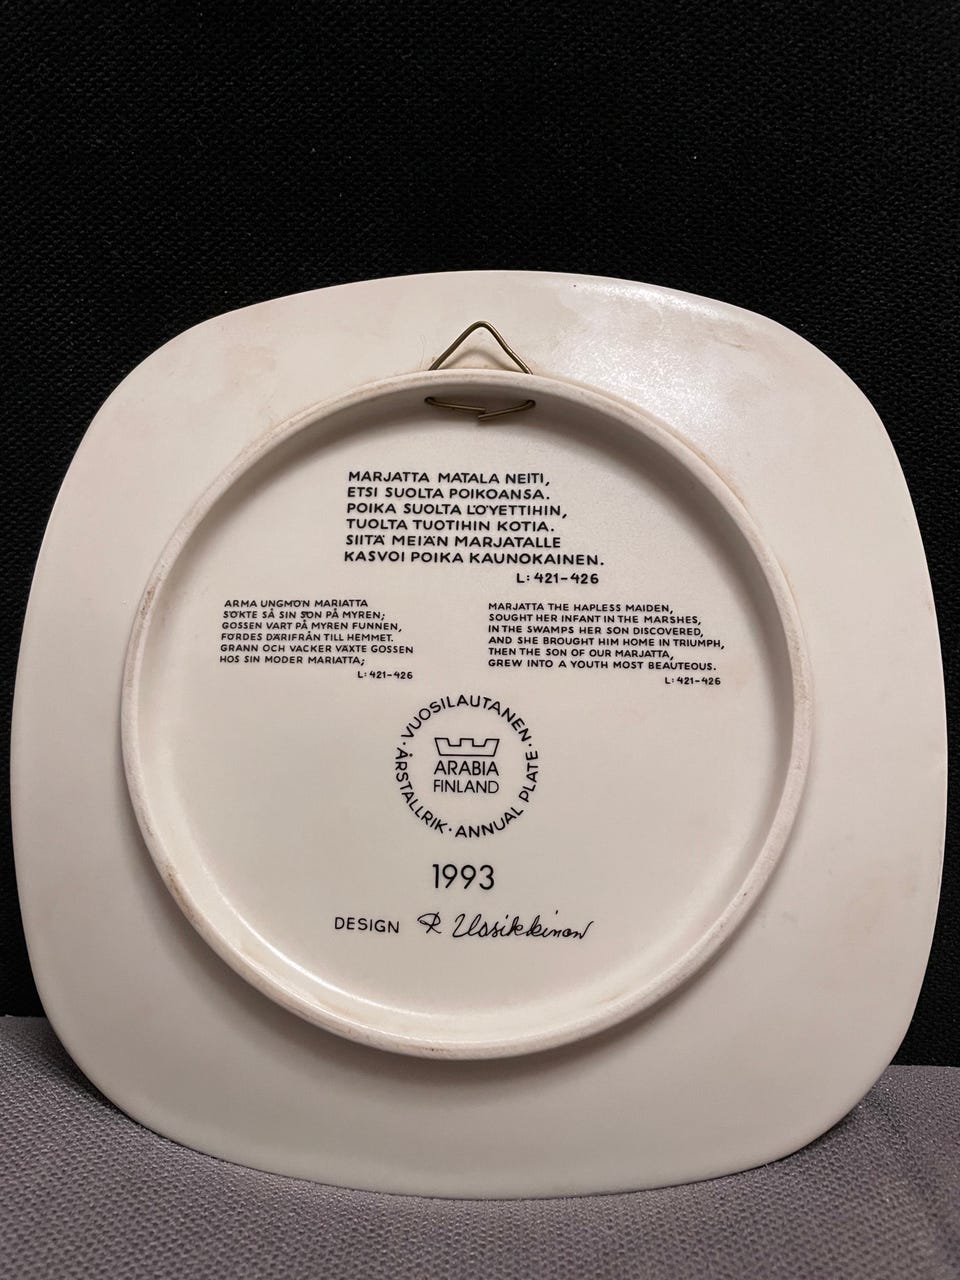 MARJATTA MATALA NEITI,
ETSI SUOLTA POIKOANSA.
POIKA SUOLTA LÖYETTIHIN,
TUOLTA TUOTIHIN KOTIA.
SIITÄ MEIÄN MARJATALLE
KASVOI POIKA KAUNOKAINEN.
L: 421-426
ARMA UNGMÖN MARIATTA
SÖKTE SÅ SIN SON PÅ MYREN;
GOSSEN VART PÅ MYREN FUNNEN,
FÖRDES DÄRIFRÅN TILL HEMMET.
GRANN OCH VACKER VÄXTE GOSSEN
HOS SIN MODER MARIATTA;
L: 421-426
MARJATTA THE HAPLESS MAIDEN,
SOUGHT HER INFANT IN THE MARSHES,
IN THE SWAMPS HER SON DISCOVERED,
AND SHE BROUGHT HIM HOME IN TRIUMPH,
THEN THE SON OF OUR MARJATTA,
GREW INTO A YOUTH MOST BEAUTEOUS.
L: 421-426
· VUOSILAUTANEN · ANNUAL PLATE · ÅRSTALLRIK
ARABIA
FINLAND
1993
DESIGN R Uosikkinen